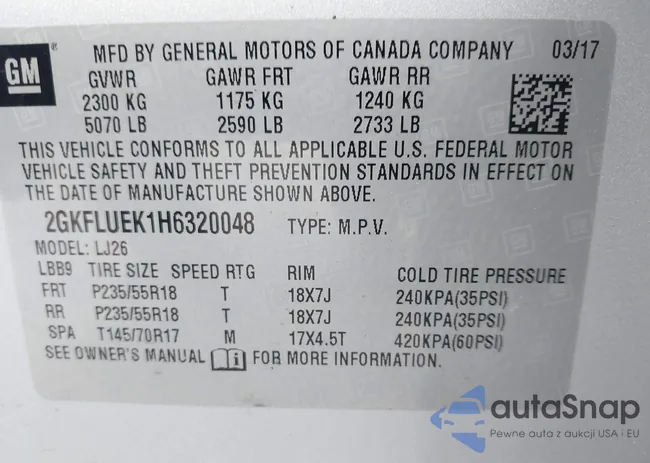 GM
MFD BY GENERAL MOTORS OF CANADA COMPANY 03/17
GVWR GAWR FRT GAWR RR
2300 KG 1175 KG 1240 KG
5070 LB 2590 LB 2733 LB
THIS VEHICLE CONFORMS TO ALL APPLICABLE U.S. FEDERAL MOTOR
VEHICLE SAFETY AND THEFT PREVENTION STANDARDS IN EFFECT ON
THE DATE OF MANUFACTURE SHOWN ABOVE.
2GKFLUEK1H6320048 TYPE: M.P.V.
MODEL: LJ26
LBB9 TIRE SIZE SPEED RTG RIM COLD TIRE PRESSURE
FRT P235/55R18 T 18X7J 240KPA(35PSI)
RR P235/55R18 T 18X7J 240KPA(35PSI)
SPA T145/70R17 M 17X4.5T 420KPA(60PSI)
SEE OWNER'S MANUAL FOR MORE INFORMATION.
autaSnap
Pewne auta z aukcji USA i EU